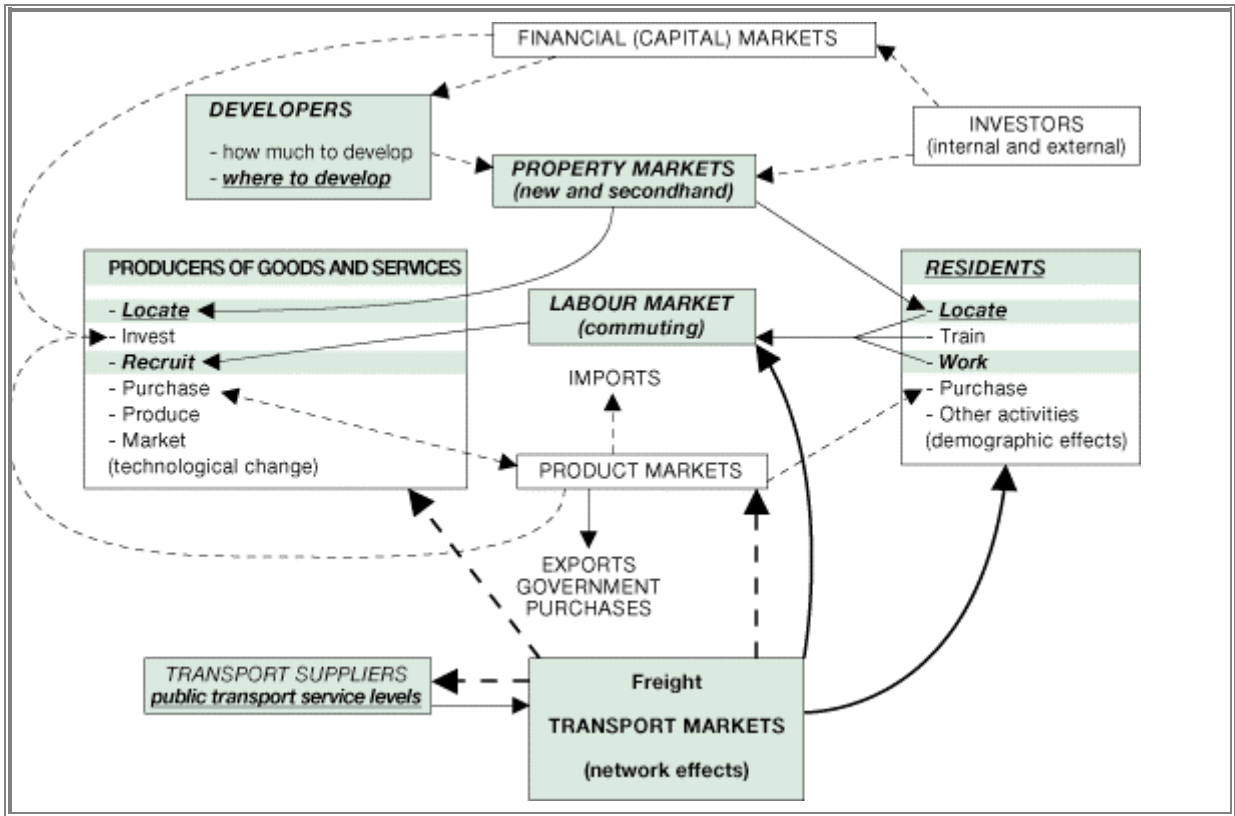 FINANCIAL (CAPITAL) MARKETS
DEVELOPERS
- how much to develop
- where to develop
INVESTORS
(internal and external)
PROPERTY MARKETS
(new and secondhand)
PRODUCERS OF GOODS AND SERVICES
- Locate
- Invest
- Recruit
- Purchase
- Produce
- Market
(technological change)
LABOUR MARKET
(commuting)
RESIDENTS
- Locate
- Train
- Work
- Purchase
- Other activities
(demographic effects)
IMPORTS
PRODUCT MARKETS
EXPORTS
GOVERNMENT
PURCHASES
TRANSPORT SUPPLIERS
public transport service levels
Freight
TRANSPORT MARKETS
(network effects)